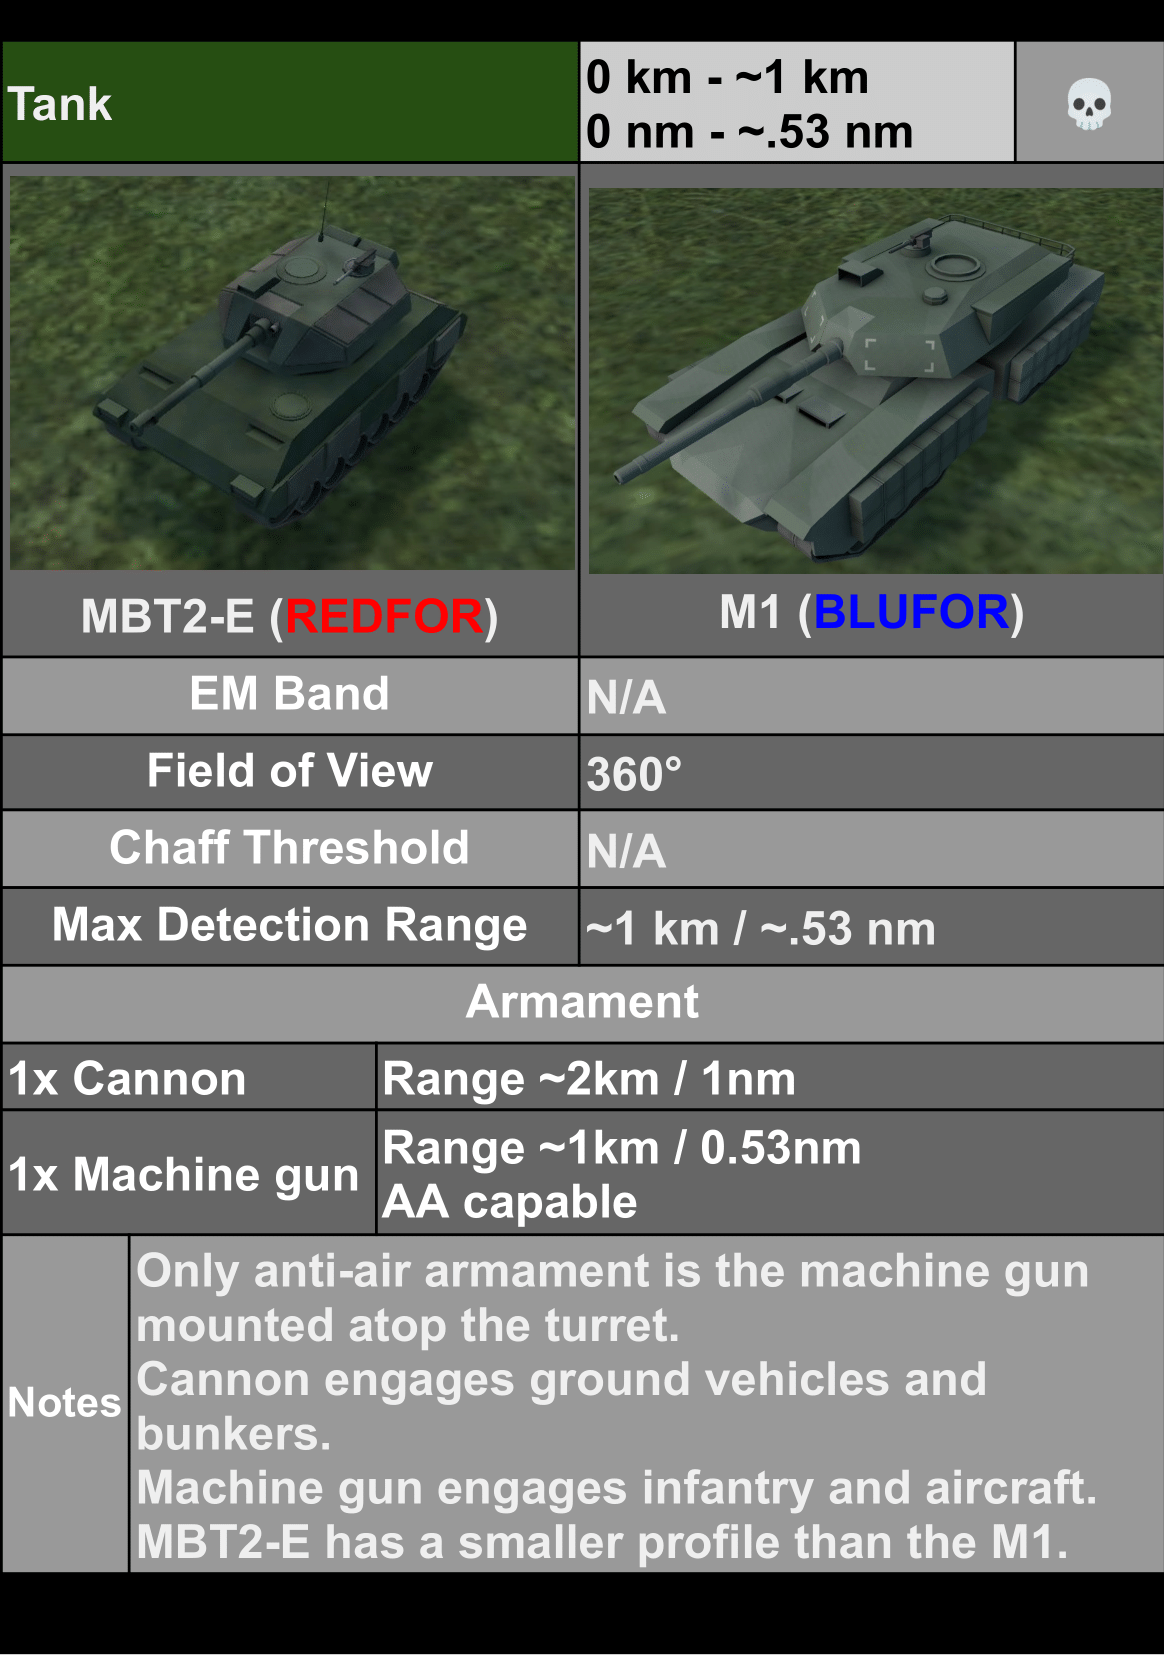 Tank
0 km - ~1 km
0 nm - ~.53 nm
💀
MBT2-E (REDFOR)
M1 (BLUFOR)
EM Band
N/A
Field of View
360°
Chaff Threshold
N/A
Max Detection Range
~1 km / ~.53 nm
Armament
1x Cannon
Range ~2km / 1nm
1x Machine gun
Range ~1km / 0.53nm
AA capable
Notes
Only anti-air armament is the machine gun
mounted atop the turret.
Cannon engages ground vehicles and
bunkers.
Machine gun engages infantry and aircraft.
MBT2-E has a smaller profile than the M1.